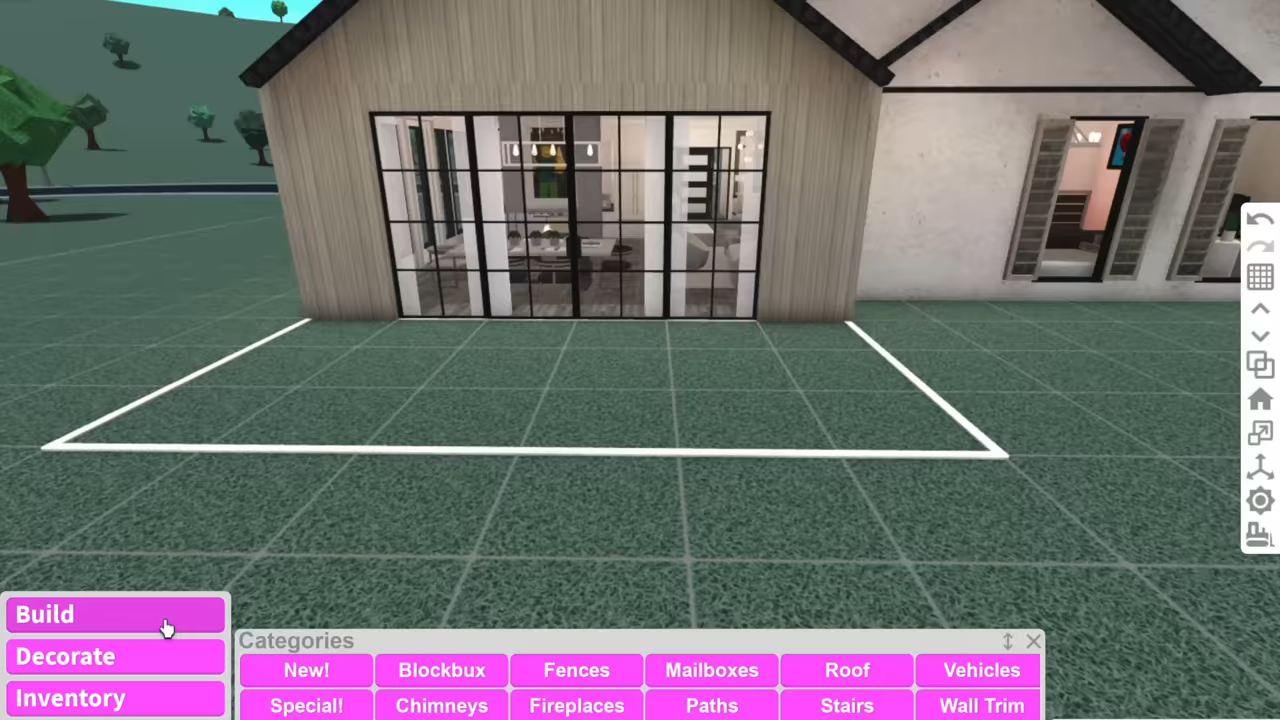 Build
Decorate
Inventory
Categories
New! Blockbux Fences Mailboxes Roof Vehicles
Special! Chimneys Fireplaces Paths Stairs Wall Trim